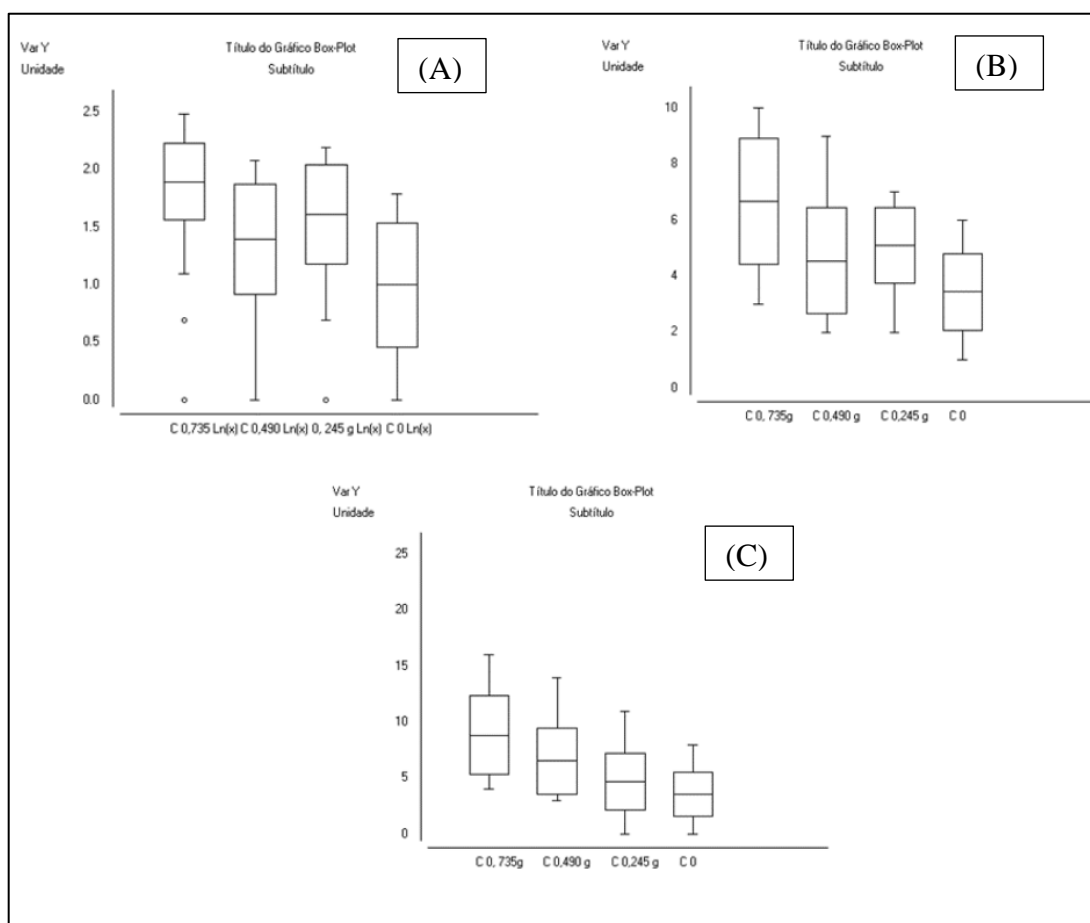 Var Y
Unidade
Título do Gráfico Box-Plot
Subtítulo
(A)
2.5
2.0
1.5
1.0
0.5
0.0
C 0,735 Ln(x) C 0,490 Ln(x) 0, 245 g Ln(x) C 0 Ln(x)
Var Y
Unidade
Título do Gráfico Box-Plot
Subtítulo
(B)
10
8
6
4
2
0
C 0, 735g C 0,490 g C 0,245 g C 0
Var Y
Unidade
Título do Gráfico Box-Plot
Subtítulo
(C)
25
20
15
10
5
0
C 0, 735g C 0,490 g C 0,245 g C 0